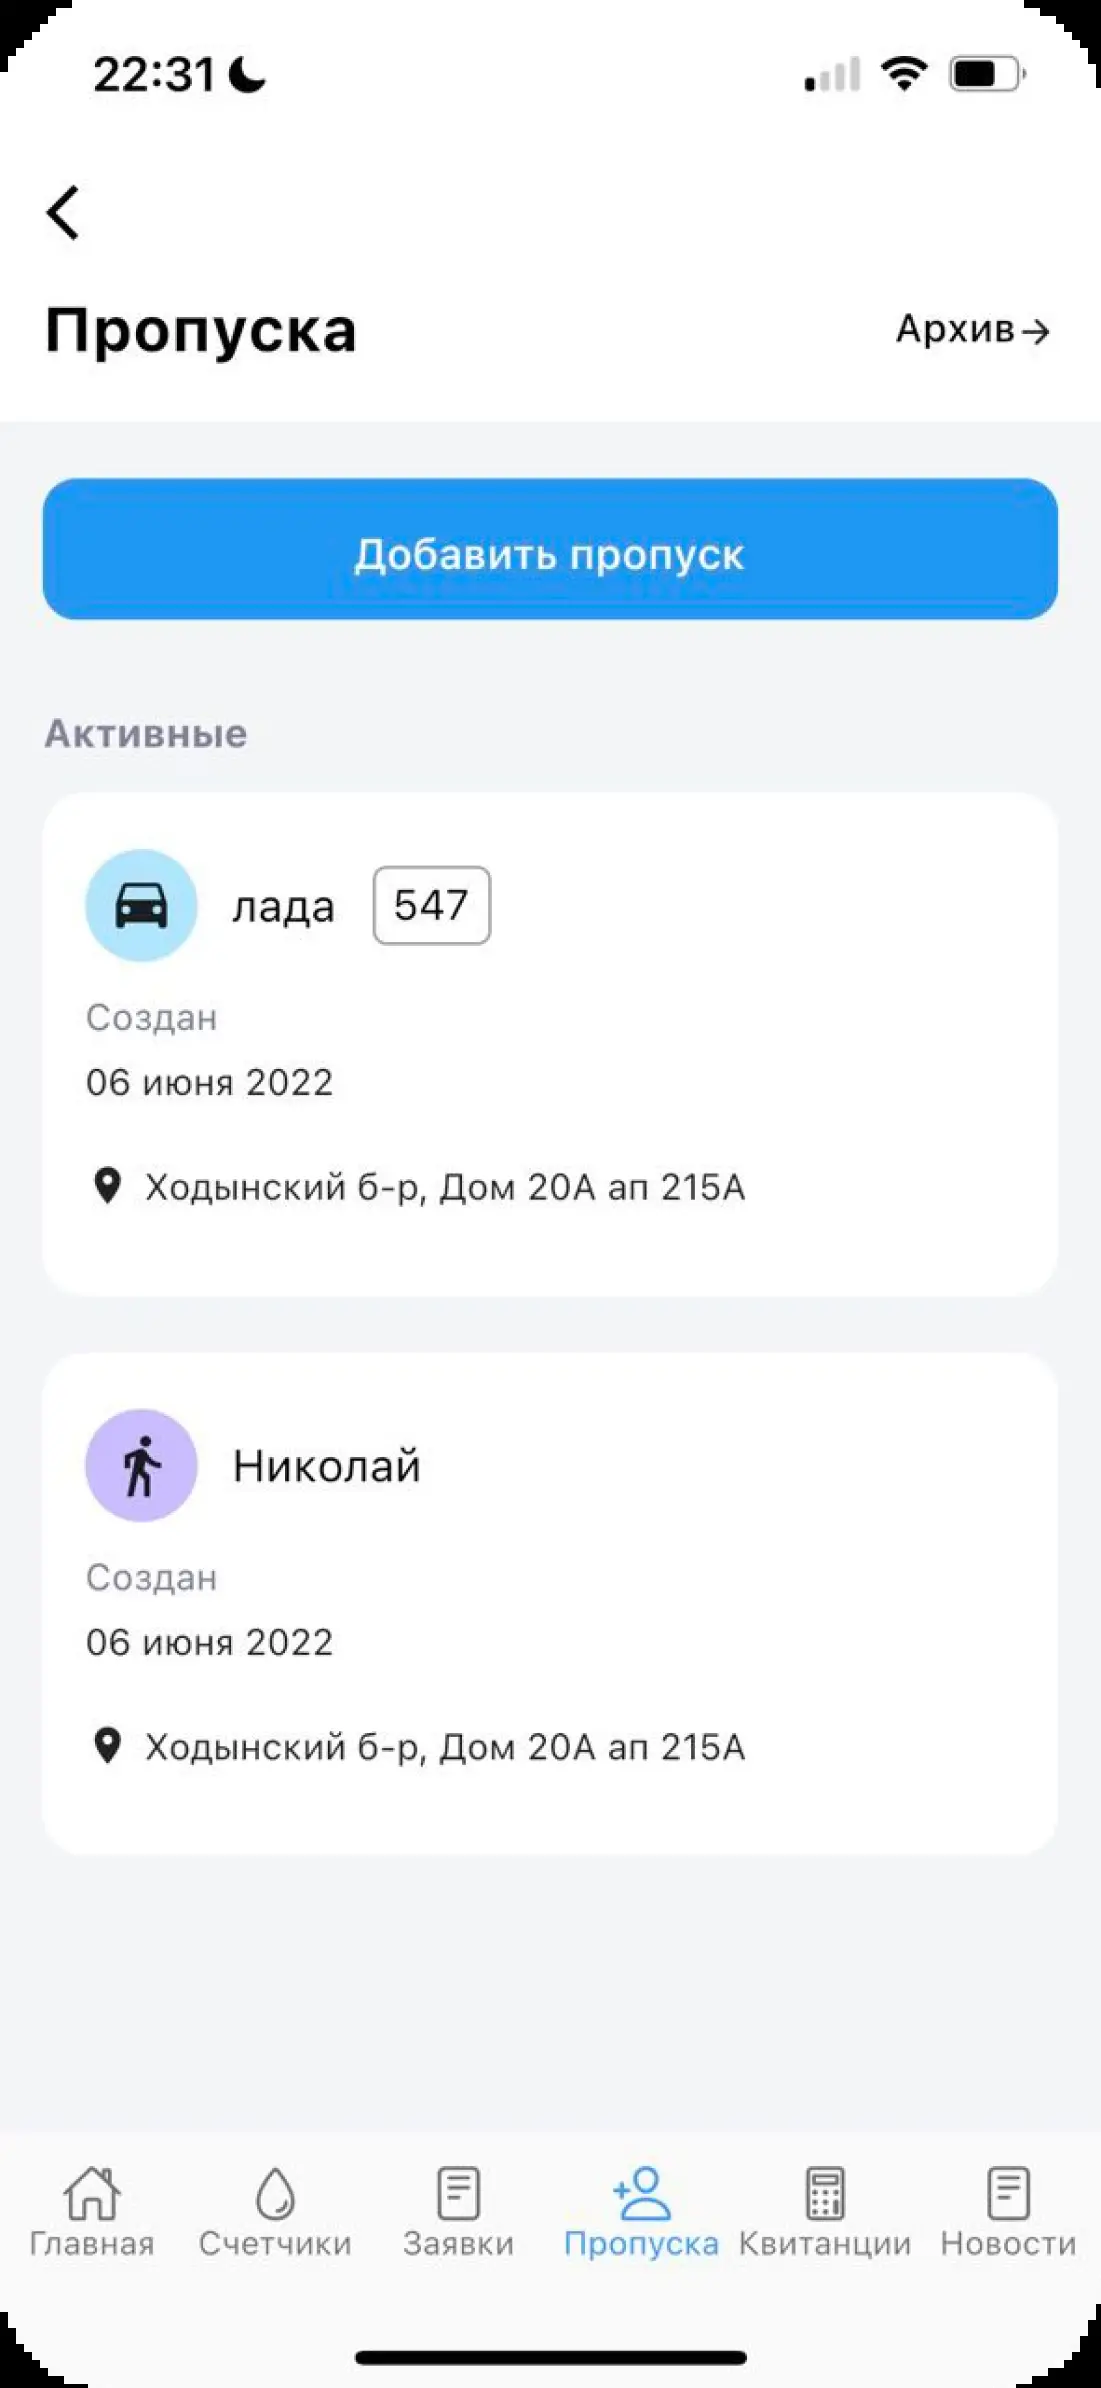 22:31
Пропуска
Архив→
Добавить пропуск
Активные
лада 547
Создан
06 июня 2022
Ходынский б-р, Дом 20А ап 215А
Николай
Создан
06 июня 2022
Ходынский б-р, Дом 20А ап 215А
Главная Счетчики Заявки Пропуска Квитанции Новости